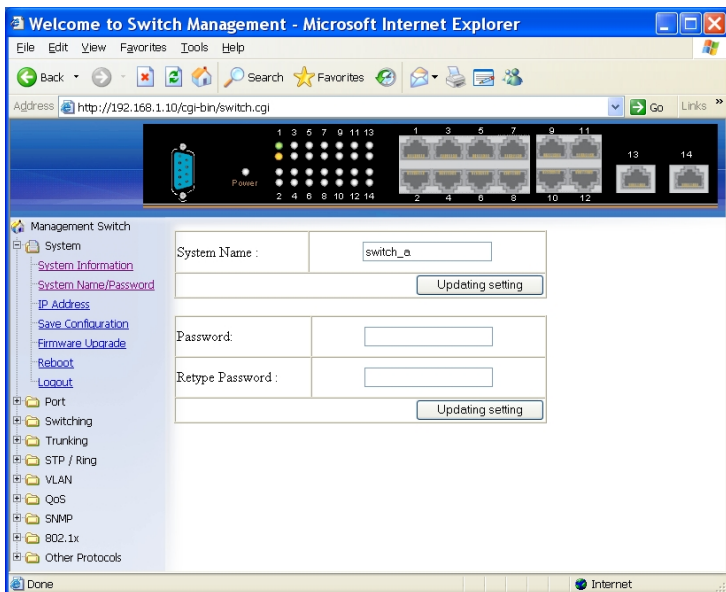 Welcome to Switch Management - Microsoft Internet Explorer
File Edit View Favorites Tools Help
Back Search Favorites
Address http://192.168.1.10/cgi-bin/switch.cgi Go Links »
1 3 5 7 9 11 13
Power
2 4 6 8 10 12 14
1 3 5 7 9 11
2 4 6 8 10 12
13 14
Management Switch
System
System Information
System Name/Password
IP Address
Save Configuration
Firmware Upgrade
Reboot
Logout
Port
Switching
Trunking
STP / Ring
VLAN
QoS
SNMP
802.1x
Other Protocols
System Name : switch_a
Updating setting
Password:
Retype Password :
Updating setting
Done Internet